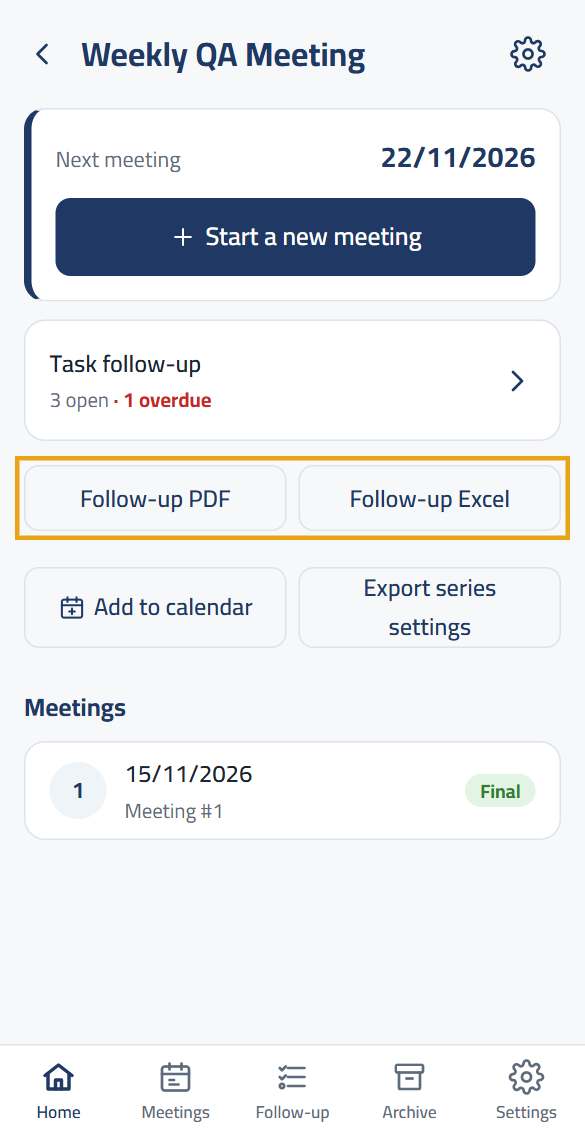 Weekly QA Meeting
Next meeting
22/11/2026
+ Start a new meeting
Task follow-up
3 open · 1 overdue
Follow-up PDF
Follow-up Excel
Add to calendar
Export series
settings
Meetings
1
15/11/2026
Meeting #1
Final
Home
Meetings
Follow-up
Archive
Settings